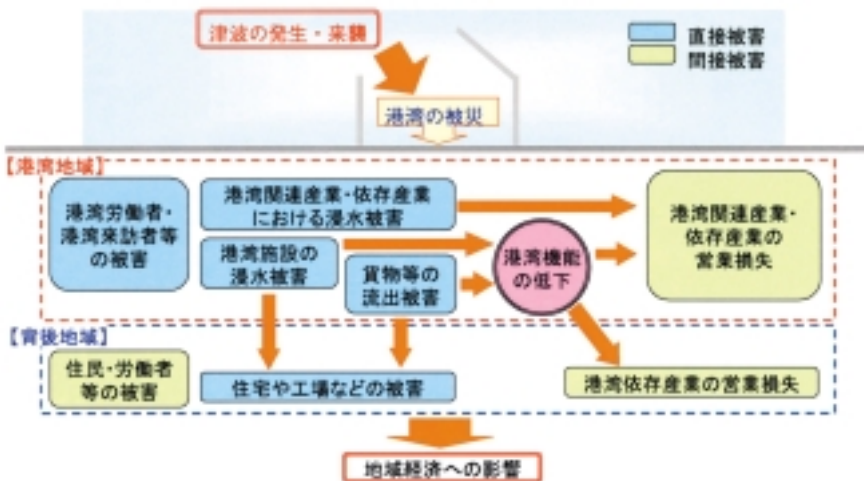 津波の発生・来襲
直接被害
間接被害
港湾の被災
【港湾地域】
港湾労働者・
港湾来訪者等
の被害
港湾関連産業・依存産業
における浸水被害
港湾施設の
浸水被害
貨物等の
流出被害
港湾機能
の低下
港湾関連産業・
依存産業の
営業損失
【背後地域】
住民・労働者
等の被害
住宅や工場などの被害
港湾依存産業の営業損失
地域経済への影響